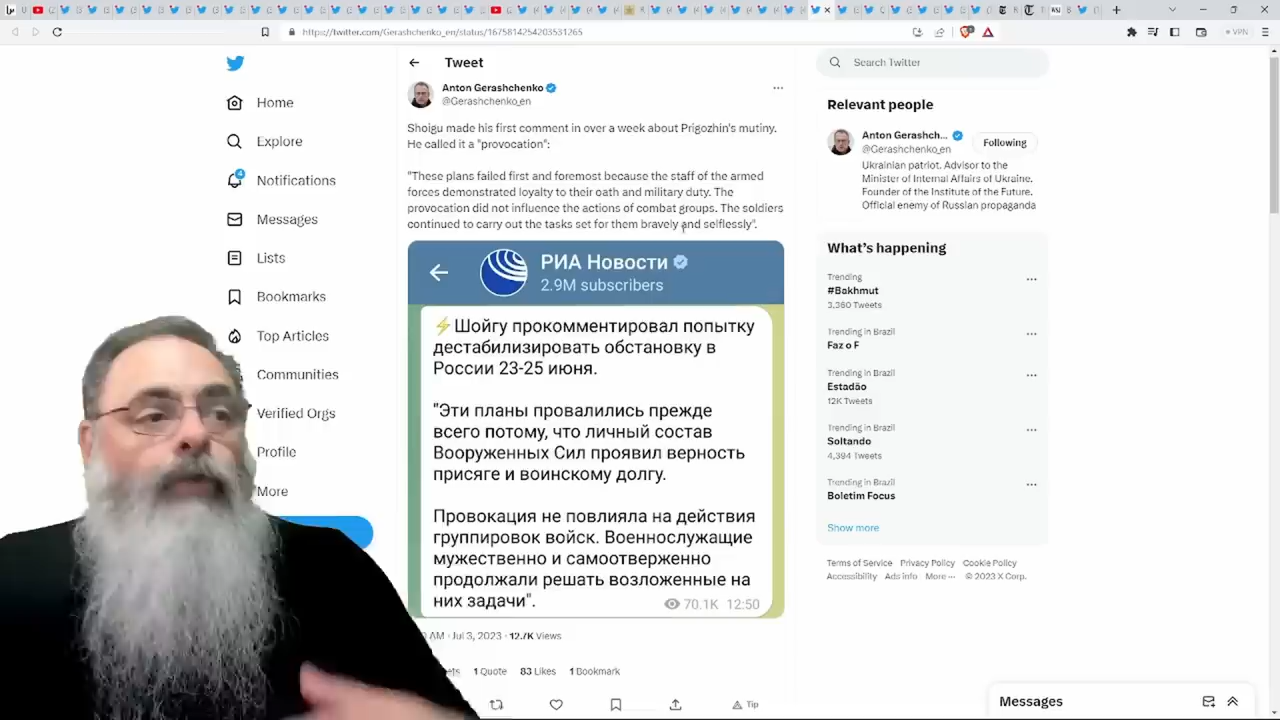 https://twitter.com/Gerashchenko_en/status/1675814254203531265
VPN
Home
Explore
4
Notifications
Messages
Lists
Bookmarks
Top Articles
Communities
Verified Orgs
Profile
More
Tweet
Anton Gerashchenko
@Gerashchenko_en
Shoigu made his first comment in over a week about Prigozhin's mutiny.
He called it a "provocation":
"These plans failed first and foremost because the staff of the armed
forces demonstrated loyalty to their oath and military duty. The
provocation did not influence the actions of combat groups. The soldiers
continued to carry out the tasks set for them bravely and selflessly".
РИА Новости
2.9M subscribers
⚡Шойгу прокомментировал попытку
дестабилизировать обстановку в
России 23-25 июня.
"Эти планы провалились прежде
всего потому, что личный состав
Вооруженных Сил проявил верность
присяге и воинскому долгу.
Провокация не повлияла на действия
группировок войск. Военнослужащие
мужественно и самоотверженно
продолжали решать возложенные на
них задачи".
70.1K 12:50
AM · Jul 3, 2023 · 12.7K Views
1 Quote 83 Likes 1 Bookmark
Tip
Search Twitter
Relevant people
Anton Gerashch...
@Gerashchenko_en
Following
Ukrainian patriot. Advisor to the
Minister of Internal Affairs of Ukraine.
Founder of the Institute of the Future.
Official enemy of Russian propaganda
What's happening
Trending
#Bakhmut
3,360 Tweets
Trending in Brazil
Faz o F
Trending in Brazil
Estadão
12K Tweets
Trending in Brazil
Soltando
4,394 Tweets
Trending in Brazil
Boletim Focus
Show more
Terms of Service Privacy Policy Cookie Policy
Accessibility Ads info More ··· © 2023 X Corp.
Messages